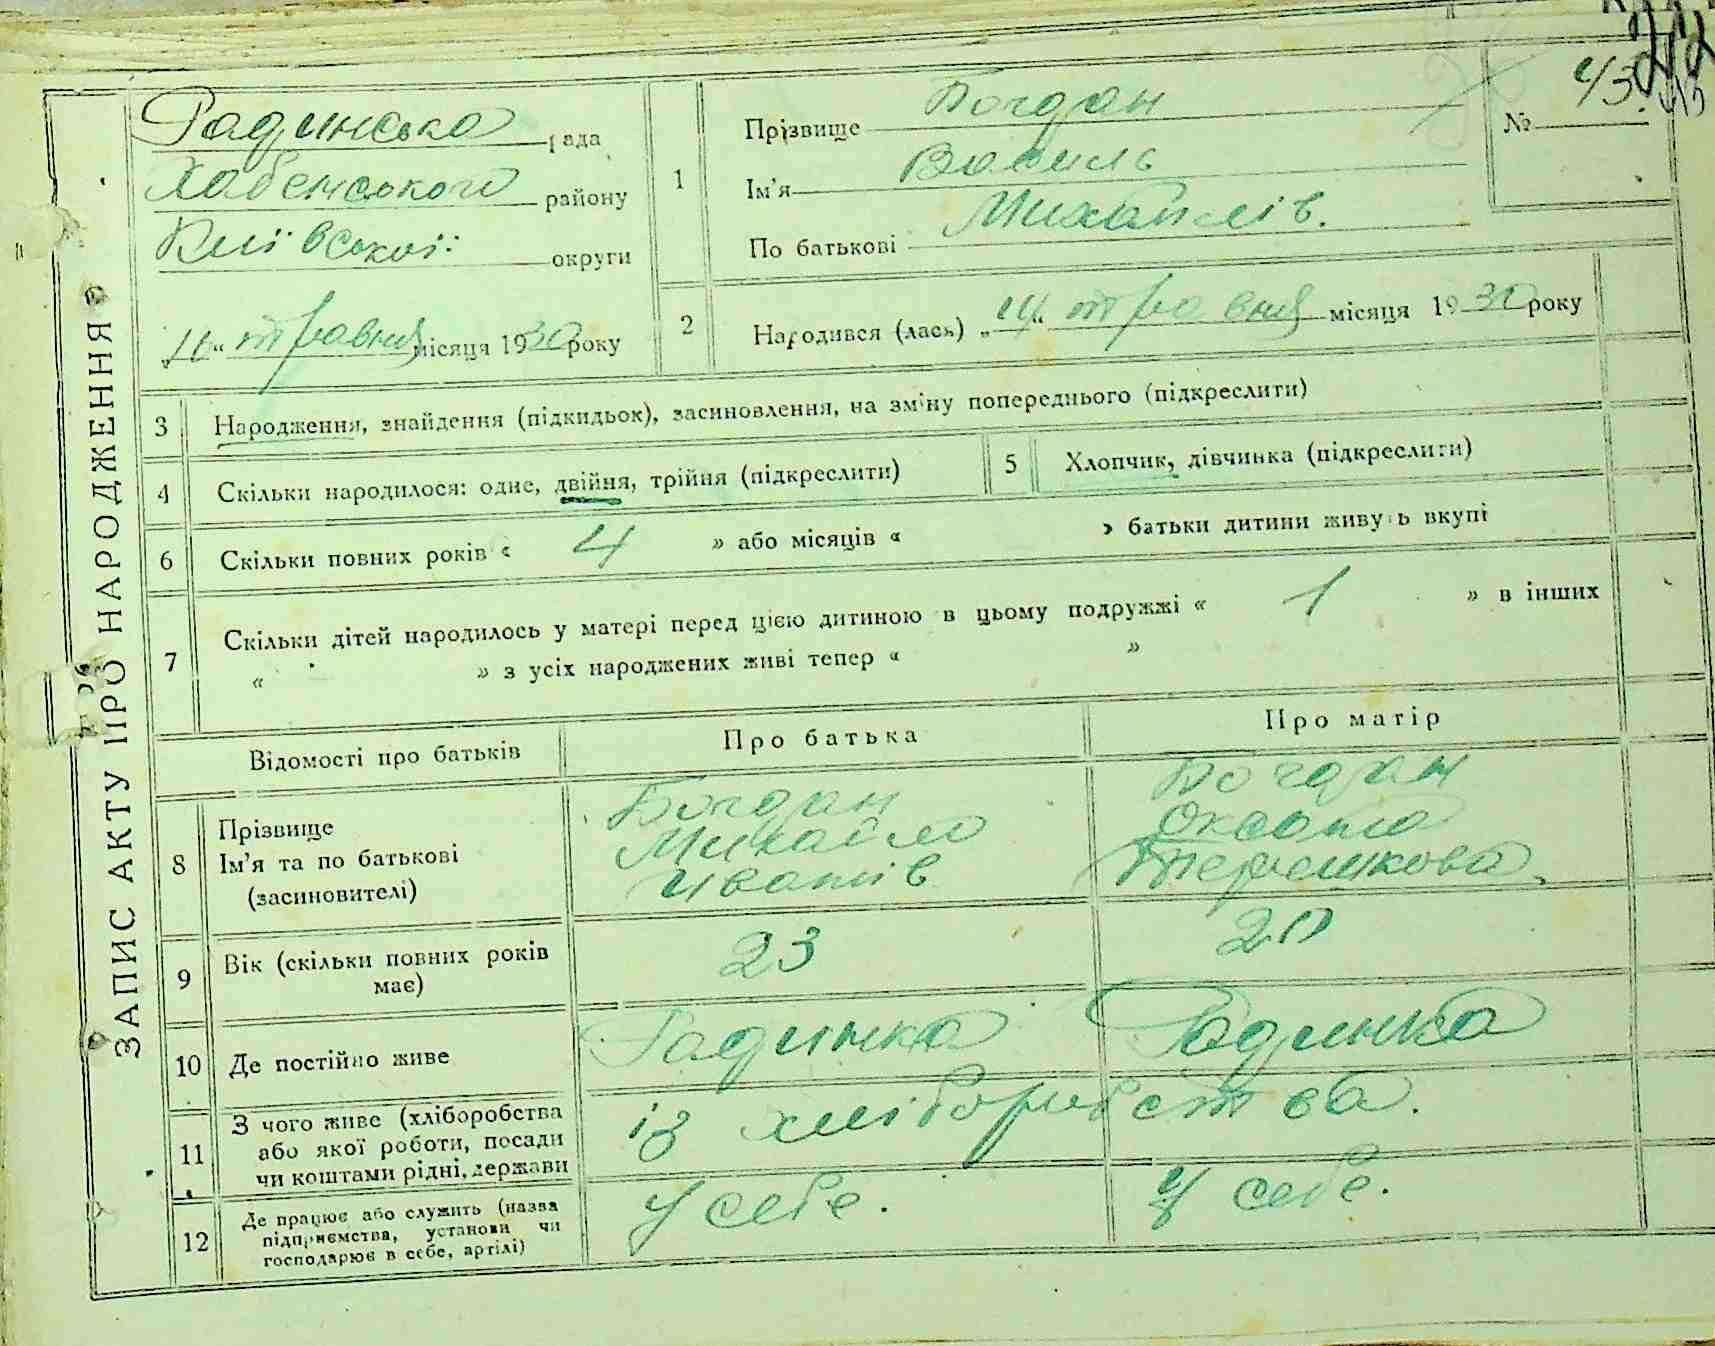 ЗАПИС АКТУ ПРО НАРОДЖЕННЯ
Радинська рада
Хабенського району
Київської округи
травня місяця 1930 року
1
Прізвище Богдан
Ім'я Василь
По батькові Михайлів.
№ 43.
2
Народився (лась) „14“ травня місяця 1930 року
3 Народження, знайдення (підкидьок), засиновлення, на зміну попереднього (підкреслити)
4 Скільки народилося: одне, двійня, трійня (підкреслити)
5 Хлопчик, дівчинка (підкреслити)
6 Скільки повних років « 4 » або місяців « » батьки дитини живуть вкупі
7 Скільки дітей народилось у матері перед цією дитиною в цьому подружжі « 1 » в інших
« » з усіх народжених живі тепер « »
Відомості про батьків Про батька Про матір
8 Прізвище
Ім'я та по батькові
(засиновителі)
Богдан
Михайло
Иванів
Богдан
Оксана
Терешкова.
9 Вік (скільки повних років
має)
23
20
10 Де постійно живе Радинка Радинка
11 З чого живе (хліборобства
або якої роботи, посади
чи коштами рідні, держави
із хліборобства.
12 Де працює або служить (назва
підприємства, установи чи
господарює в себе, артілі)
у себе. у себе.